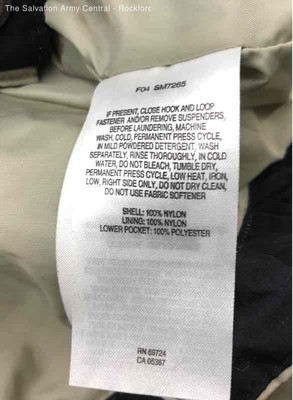 The Salvation Army Central - Rockford
F04 SM7265
IF PRESENT, CLOSE HOOK AND LOOP
FASTENER AND/OR REMOVE SUSPENDERS,
BEFORE LAUNDERING, MACHINE
WASH, COLD, PERMANENT PRESS CYCLE,
IN MILD POWDERED DETERGENT, WASH
SEPARATELY, RINSE THOROUGHLY, IN COLD
WATER, DO NOT BLEACH, TUMBLE DRY,
PERMANENT PRESS CYCLE, LOW HEAT, IRON,
LOW, RIGHT SIDE ONLY, DO NOT DRY CLEAN,
DO NOT USE FABRIC SOFTENER
SHELL: 100% NYLON
LINING: 100% NYLON
LOWER POCKET: 100% POLYESTER
RN 69724
CA 05367